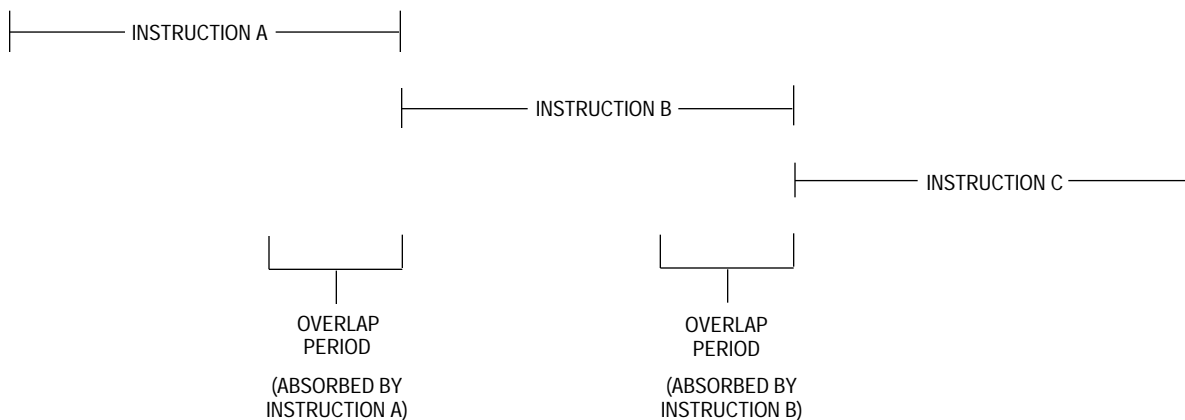 INSTRUCTION A
INSTRUCTION B
INSTRUCTION C
OVERLAP
PERIOD
(ABSORBED BY
INSTRUCTION A)
OVERLAP
PERIOD
(ABSORBED BY
INSTRUCTION B)